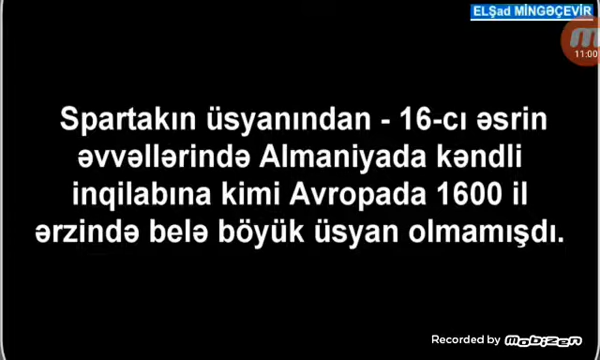 ELŞad MİNGƏÇEVİR
11:00
Spartakın üsyanından - 16-cı əsrin
əvvəllərində Almaniyada kəndli
inqilabına kimi Avropada 1600 il
ərzində belə böyük üsyan olmamışdı.
Recorded by mobizen